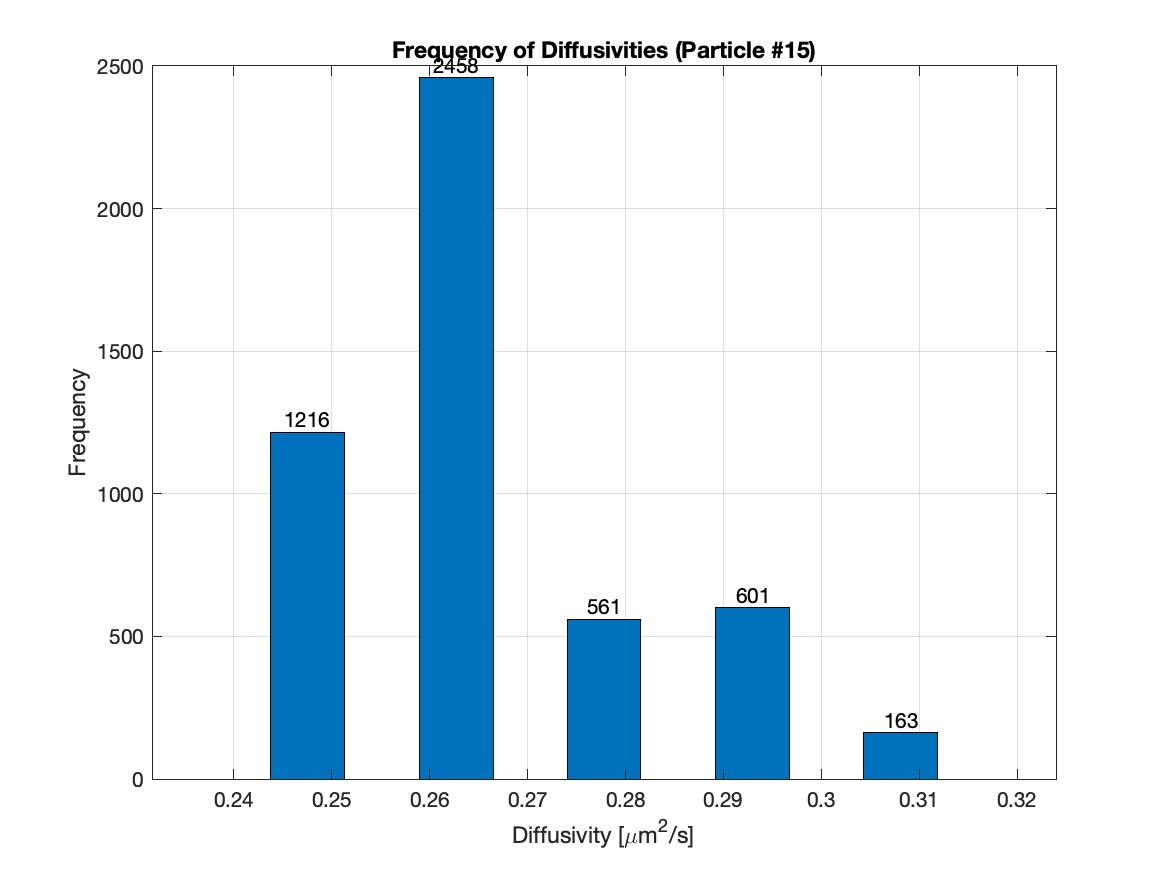 Frequency of Diffusivities (Particle #15)
2500
2458
2000
1500
1216
1000
561
601
500
163
0
0.24 0.25 0.26 0.27 0.28 0.29 0.3 0.31 0.32
Frequency
Diffusivity [μm²/s]